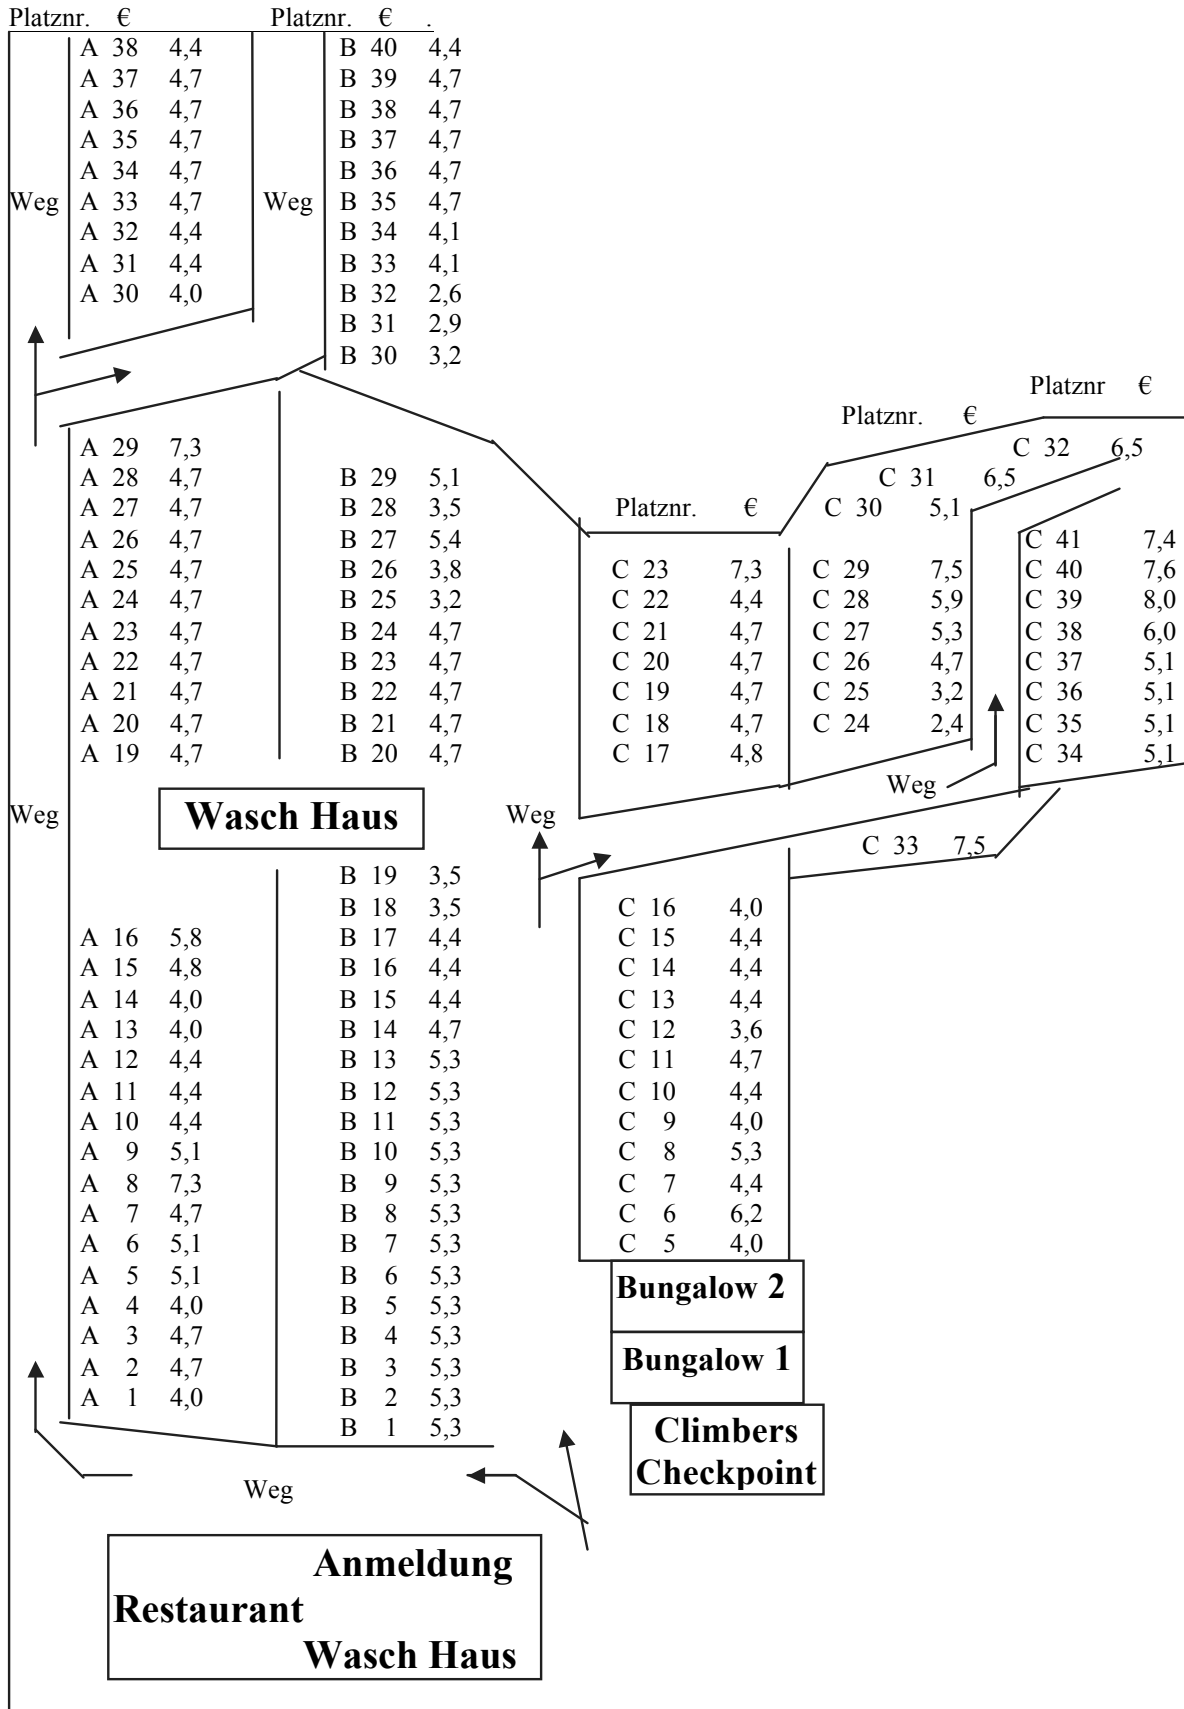 Platznr. € Platznr. € .
A 38 4,4 B 40 4,4
A 37 4,7 B 39 4,7
A 36 4,7 B 38 4,7
A 35 4,7 B 37 4,7
A 34 4,7 B 36 4,7
Weg A 33 4,7 Weg B 35 4,7
A 32 4,4 B 34 4,1
A 31 4,4 B 33 4,1
A 30 4,0 B 32 2,6
B 31 2,9
B 30 3,2
Platznr €
Platznr. €
A 29 7,3 C 32 6,5
A 28 4,7 B 29 5,1 C 31 6,5
A 27 4,7 B 28 3,5 Platznr. € C 30 5,1
A 26 4,7 B 27 5,4 C 41 7,4
A 25 4,7 B 26 3,8 C 23 7,3 C 29 7,5 C 40 7,6
A 24 4,7 B 25 3,2 C 22 4,4 C 28 5,9 C 39 8,0
A 23 4,7 B 24 4,7 C 21 4,7 C 27 5,3 C 38 6,0
A 22 4,7 B 23 4,7 C 20 4,7 C 26 4,7 C 37 5,1
A 21 4,7 B 22 4,7 C 19 4,7 C 25 3,2 C 36 5,1
A 20 4,7 B 21 4,7 C 18 4,7 C 24 2,4 C 35 5,1
A 19 4,7 B 20 4,7 C 17 4,8 C 34 5,1
Weg
Weg Wasch Haus Weg
C 33 7,5
B 19 3,5
B 18 3,5 C 16 4,0
A 16 5,8 B 17 4,4 C 15 4,4
A 15 4,8 B 16 4,4 C 14 4,4
A 14 4,0 B 15 4,4 C 13 4,4
A 13 4,0 B 14 4,7 C 12 3,6
A 12 4,4 B 13 5,3 C 11 4,7
A 11 4,4 B 12 5,3 C 10 4,4
A 10 4,4 B 11 5,3 C 9 4,0
A 9 5,1 B 10 5,3 C 8 5,3
A 8 7,3 B 9 5,3 C 7 4,4
A 7 4,7 B 8 5,3 C 6 6,2
A 6 5,1 B 7 5,3 C 5 4,0
A 5 5,1 B 6 5,3 Bungalow 2
A 4 4,0 B 5 5,3
A 3 4,7 B 4 5,3
A 2 4,7 B 3 5,3 Bungalow 1
A 1 4,0 B 2 5,3
B 1 5,3 Climbers
Checkpoint
Weg
Anmeldung
Restaurant
Wasch Haus